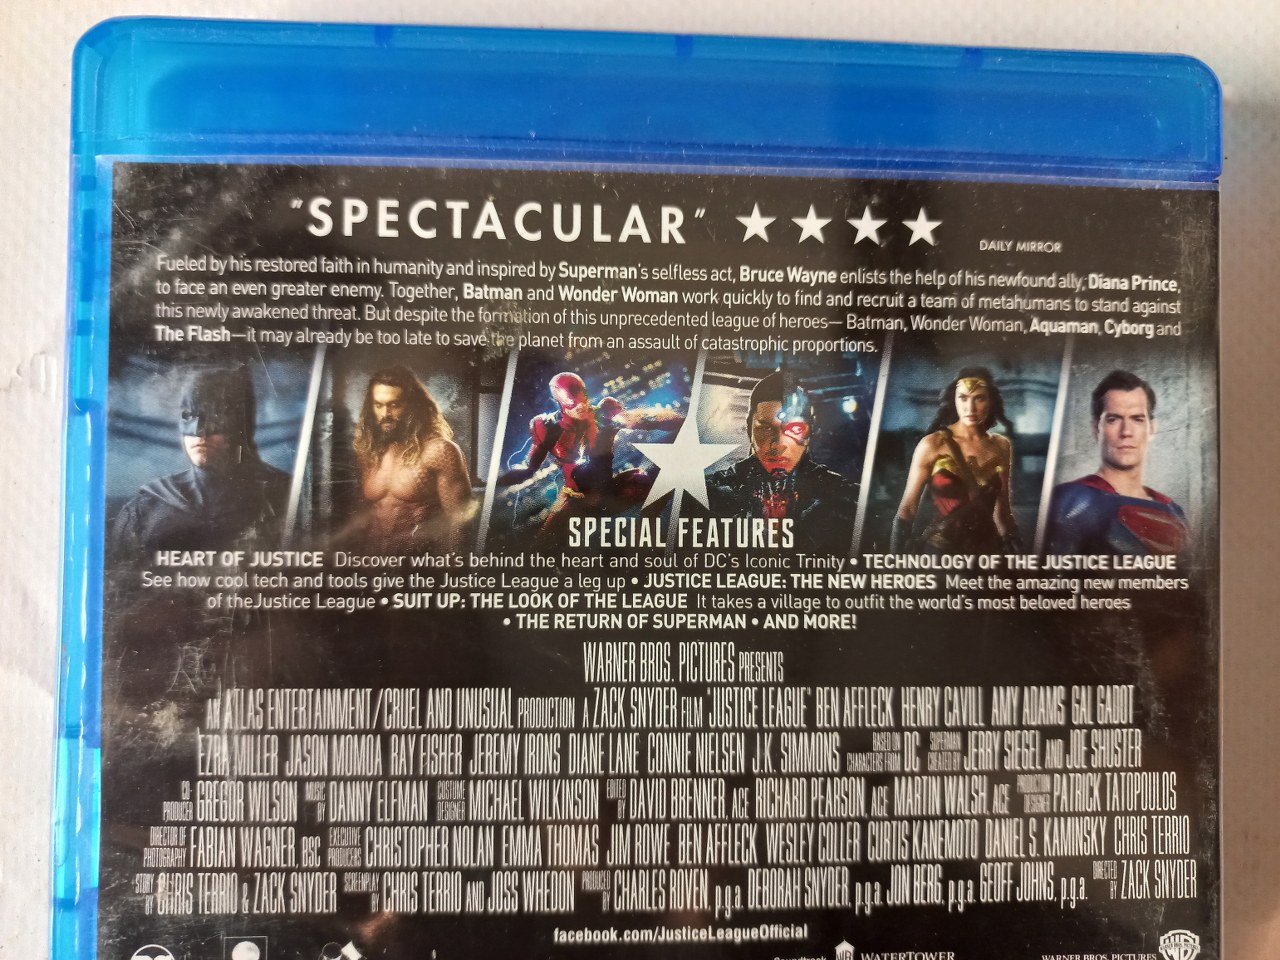 "SPECTACULAR" ★★★★
DAILY MIRROR
Fueled by his restored faith in humanity and inspired by Superman's selfless act, Bruce Wayne enlists the help of his newfound ally, Diana Prince,
to face an even greater enemy. Together, Batman and Wonder Woman work quickly to find and recruit a team of metahumans to stand against
this newly awakened threat. But despite the formation of this unprecedented league of heroes— Batman, Wonder Woman, Aquaman, Cyborg and
The Flash—it may already be too late to save the planet from an assault of catastrophic proportions.
SPECIAL FEATURES
HEART OF JUSTICE Discover what's behind the heart and soul of DC's Iconic Trinity • TECHNOLOGY OF THE JUSTICE LEAGUE
See how cool tech and tools give the Justice League a leg up • JUSTICE LEAGUE: THE NEW HEROES Meet the amazing new members
of theJustice League • SUIT UP: THE LOOK OF THE LEAGUE It takes a village to outfit the world's most beloved heroes
• THE RETURN OF SUPERMAN • AND MORE!
WARNER BROS. PICTURES PRESENTS
AN ATLAS ENTERTAINMENT/CRUEL AND UNUSUAL PRODUCTION A ZACK SNYDER FILM "JUSTICE LEAGUE" BEN AFFLECK HENRY CAVILL AMY ADAMS GAL GADOT
EZRA MILLER JASON MOMOA RAY FISHER JEREMY IRONS DIANE LANE CONNIE NIELSEN J.K. SIMMONS BASED ON CHARACTERS FROM DC SUPERMAN CREATED BY JERRY SIEGEL AND JOE SHUSTER
CO-PRODUCER GREGOR WILSON MUSIC BY DANNY ELFMAN COSTUME DESIGNER MICHAEL WILKINSON EDITED BY DAVID BRENNER, ACE RICHARD PEARSON, ACE MARTIN WALSH, ACE PRODUCTION DESIGNER PATRICK TATOPOULOS
DIRECTOR OF PHOTOGRAPHY FABIAN WAGNER, BSC EXECUTIVE PRODUCERS CHRISTOPHER NOLAN EMMA THOMAS JIM ROWE BEN AFFLECK WESLEY COLLER CURTIS KANEMOTO DANIEL S. KAMINSKY CHRIS TERRIO
STORY BY CHRIS TERRIO & ZACK SNYDER SCREENPLAY BY CHRIS TERRIO AND JOSS WHEDON PRODUCED BY CHARLES ROVEN, p.g.a. DEBORAH SNYDER, p.g.a. JON BERG, p.g.a. GEOFF JOHNS, p.g.a. DIRECTED BY ZACK SNYDER
facebook.com/JusticeLeagueOfficial
Soundtrack WATERTOWER WARNER BROS. PICTURES